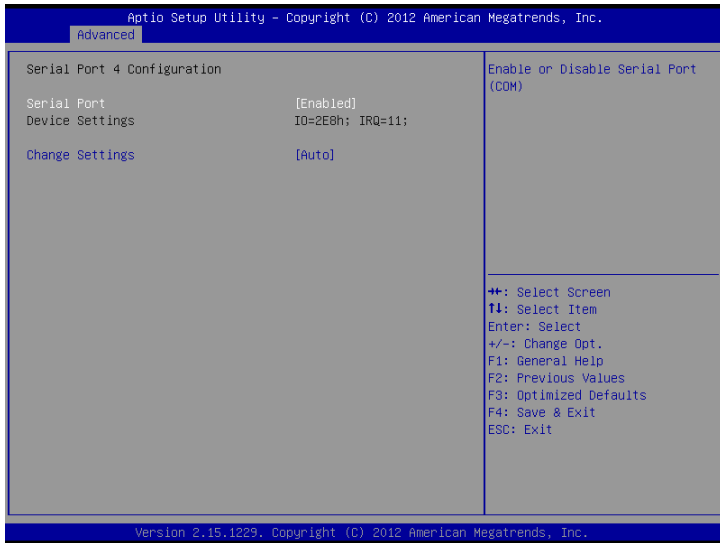 Aptio Setup Utility – Copyright (C) 2012 American Megatrends, Inc.
Advanced
Serial Port 4 Configuration
Serial Port [Enabled]
Device Settings IO=2E8h; IRQ=11;
Change Settings [Auto]
Enable or Disable Serial Port
(COM)
→←: Select Screen
↑↓: Select Item
Enter: Select
+/-: Change Opt.
F1: General Help
F2: Previous Values
F3: Optimized Defaults
F4: Save & Exit
ESC: Exit
Version 2.15.1229. Copyright (C) 2012 American Megatrends, Inc.